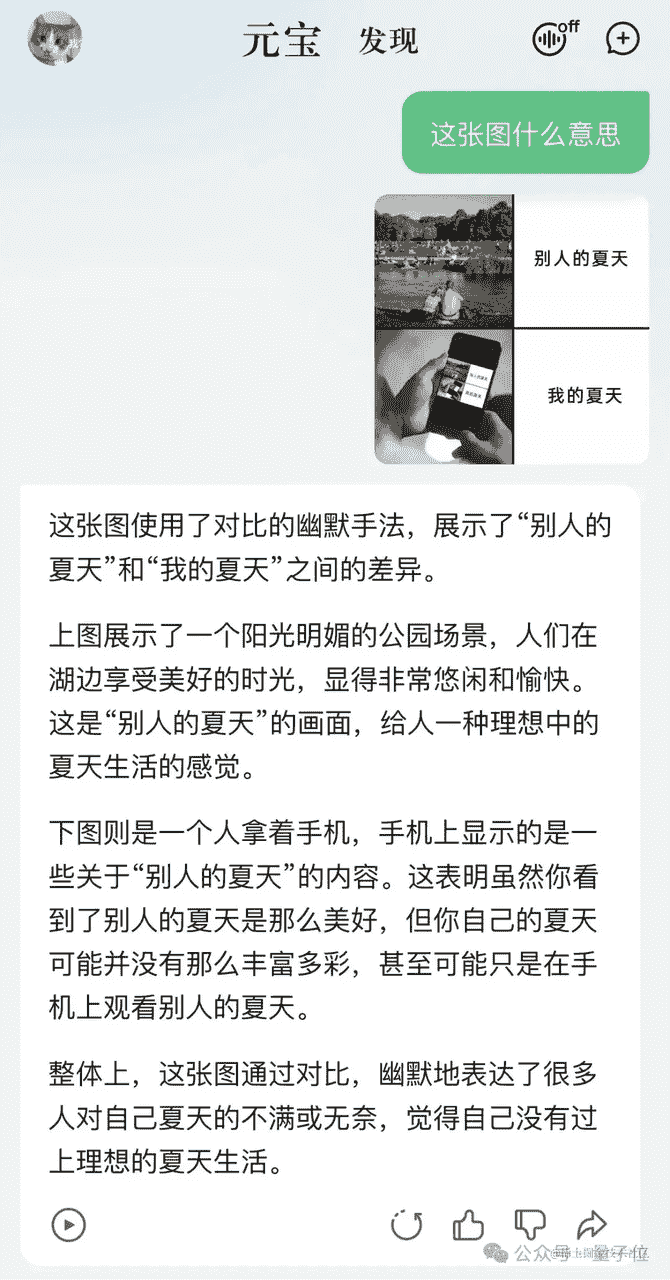 元宝 发现
off
这张图什么意思
别人的夏天
我的夏天
这张图使用了对比的幽默手法，展示了“别人的
夏天”和“我的夏天”之间的差异。
上图展示了一个阳光明媚的公园场景，人们在
湖边享受美好的时光，显得非常悠闲和愉快。
这是“别人的夏天”的画面，给人一种理想中的
夏天生活的感觉。
下图则是一个人拿着手机，手机上显示的是一
些关于“别人的夏天”的内容。这表明虽然你看
到了别人的夏天是那么美好，但你自己的夏天
可能并没有那么丰富多彩，甚至可能只是在手
机上观看别人的夏天。
整体上，这张图通过对比，幽默地表达了很多
人对自己夏天的不满或无奈，觉得自己没有过
上理想的夏天生活。
公众号 量子位